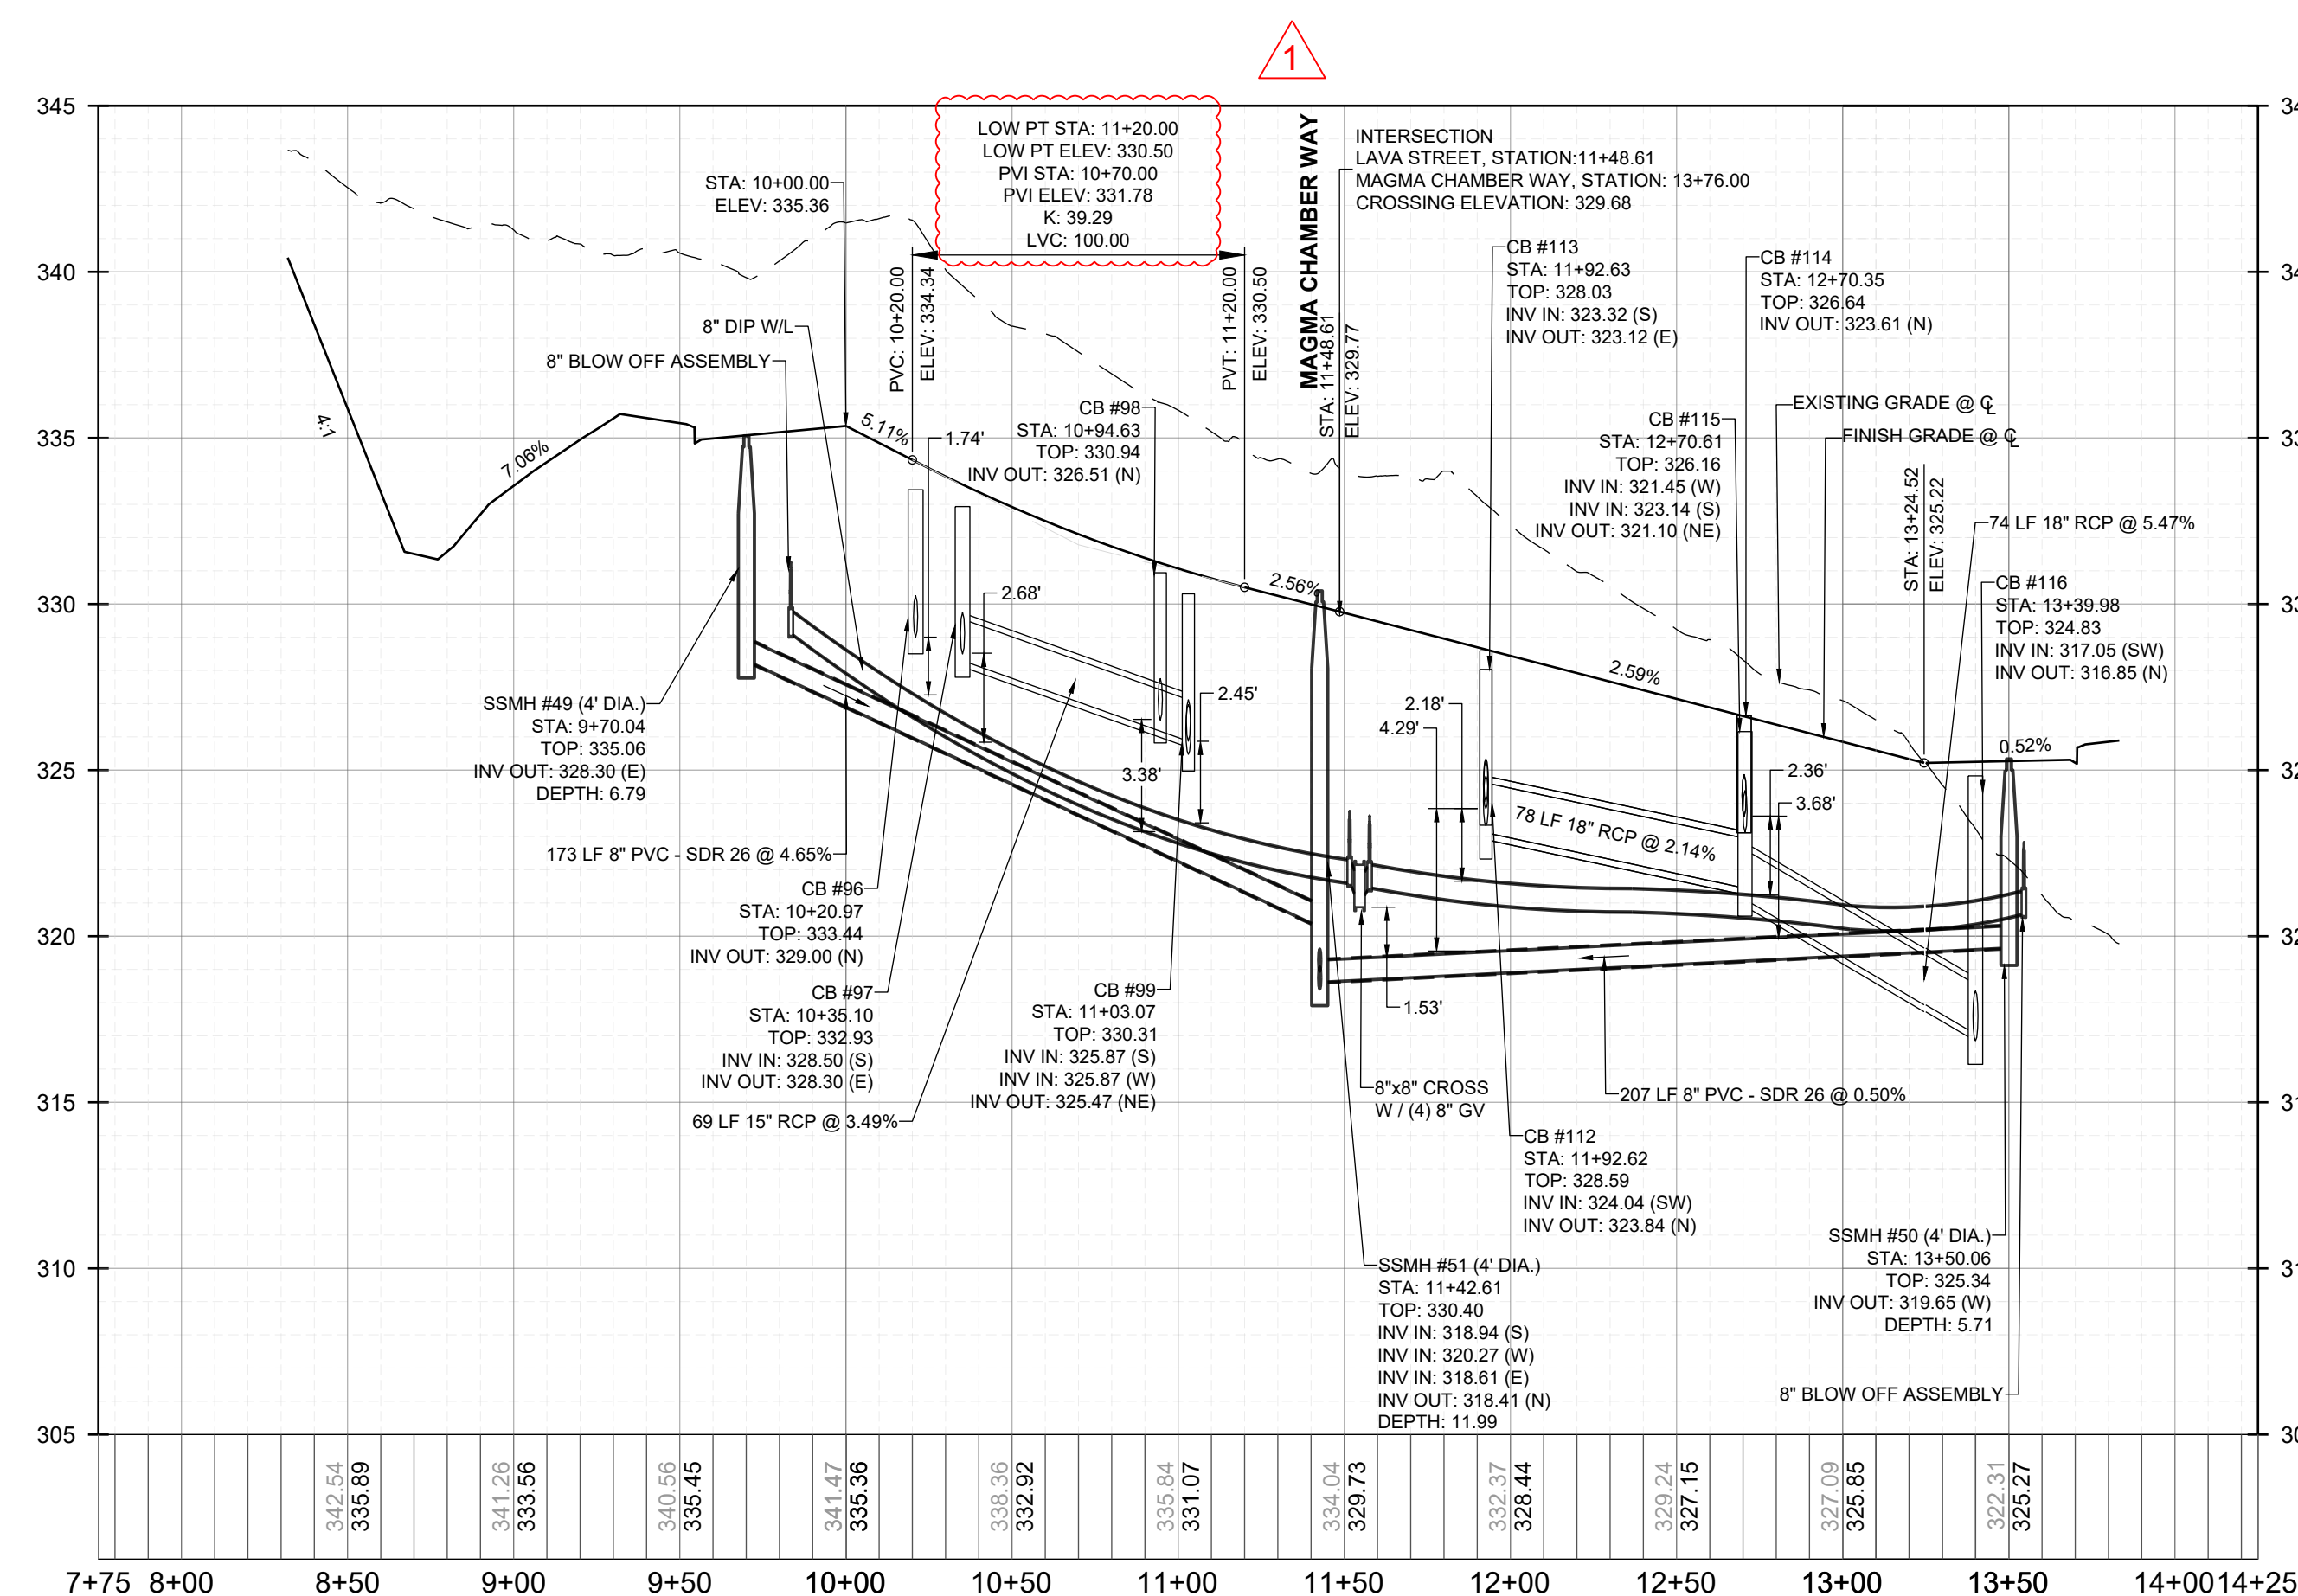 1
345
340
335
330
325
320
315
310
305
LOW PT STA: 11+20.00
LOW PT ELEV: 330.50
PVI STA: 10+70.00
PVI ELEV: 331.78
K: 39.29
LVC: 100.00
STA: 10+00.00
ELEV: 335.36
PVC: 10+20.00
ELEV: 334.34
PVT: 11+20.00
ELEV: 330.50
MAGMA CHAMBER WAY
STA: 11+48.61
ELEV: 329.77
INTERSECTION
LAVA STREET, STATION:11+48.61
MAGMA CHAMBER WAY, STATION: 13+76.00
CROSSING ELEVATION: 329.68
CB #113
STA: 11+92.63
TOP: 328.03
INV IN: 323.32 (S)
INV OUT: 323.12 (E)
CB #114
STA: 12+70.35
TOP: 326.64
INV OUT: 323.61 (N)
8" DIP W/L
8" BLOW OFF ASSEMBLY
4:1
7.06%
5.11%
1.74'
CB #98
STA: 10+94.63
TOP: 330.94
INV OUT: 326.51 (N)
CB #115
STA: 12+70.61
TOP: 326.16
INV IN: 321.45 (W)
INV IN: 323.14 (S)
INV OUT: 321.10 (NE)
EXISTING GRADE @ ℄
FINISH GRADE @ ℄
STA: 13+24.52
ELEV: 325.22
74 LF 18" RCP @ 5.47%
CB #116
STA: 13+39.98
TOP: 324.83
INV IN: 317.05 (SW)
INV OUT: 316.85 (N)
2.68'
2.56%
2.59%
0.52%
2.45'
3.38'
2.18'
4.29'
2.36'
3.68'
78 LF 18" RCP @ 2.14%
1.53'
SSMH #49 (4' DIA.)
STA: 9+70.04
TOP: 335.06
INV OUT: 328.30 (E)
DEPTH: 6.79
173 LF 8" PVC - SDR 26 @ 4.65%
CB #96
STA: 10+20.97
TOP: 333.44
INV OUT: 329.00 (N)
CB #97
STA: 10+35.10
TOP: 332.93
INV IN: 328.50 (S)
INV OUT: 328.30 (E)
69 LF 15" RCP @ 3.49%
CB #99
STA: 11+03.07
TOP: 330.31
INV IN: 325.87 (S)
INV IN: 325.87 (W)
INV OUT: 325.47 (NE)
8"x8" CROSS
W / (4) 8" GV
207 LF 8" PVC - SDR 26 @ 0.50%
CB #112
STA: 11+92.62
TOP: 328.59
INV IN: 324.04 (SW)
INV OUT: 323.84 (N)
SSMH #51 (4' DIA.)
STA: 11+42.61
TOP: 330.40
INV IN: 318.94 (S)
INV IN: 320.27 (W)
INV IN: 318.61 (E)
INV OUT: 318.41 (N)
DEPTH: 11.99
SSMH #50 (4' DIA.)
STA: 13+50.06
TOP: 325.34
INV OUT: 319.65 (W)
DEPTH: 5.71
8" BLOW OFF ASSEMBLY
342.54
335.89
341.26
333.56
340.56
335.45
341.47
335.36
338.36
332.92
335.84
331.07
334.04
329.73
332.37
328.44
329.24
327.15
327.09
325.85
322.31
325.27
7+75 8+00 8+50 9+00 9+50 10+00 10+50 11+00 11+50 12+00 12+50 13+00 13+50 14+00 14+25